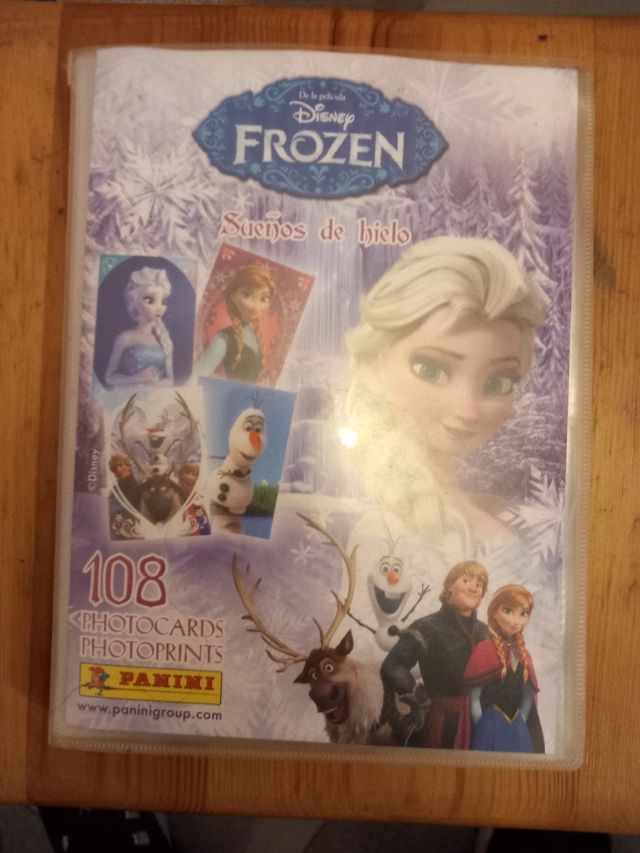 De la película
Disney
FROZEN
Sueños de hielo
©Disney
108
PHOTOCARDS
PHOTOPRINTS
PANINI
www.paninigroup.com